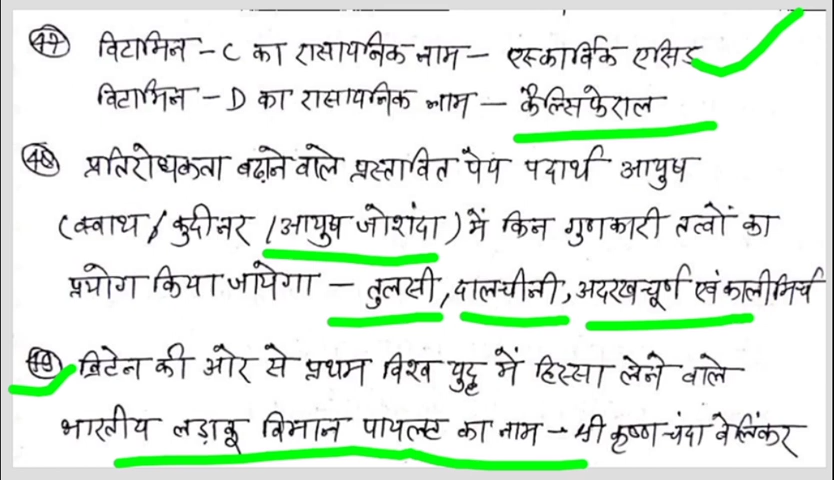 (47) विटामिन - C का रासायनिक नाम - एस्कार्विक एसिड
विटामिन - D का रासायनिक नाम - कैल्सिफेराल
(48) प्रतिरोधकता बढ़ाने वाले प्रस्तावित पेय पदार्थ आयुष
(क्वाथ / कुदीनर / आयुष जोशंदा) में किन गुणकारी तत्वों का
प्रयोग किया जायेगा - तुलसी, दालचीनी, अदरख चूर्ण एवं कालीमिर्च
(49) ब्रिटेन की ओर से प्रथम विश्व युद्ध में हिस्सा लेने वाले
भारतीय लड़ाकू विमान पायलट का नाम - श्री कृष्ण चंदा वेलिंकर